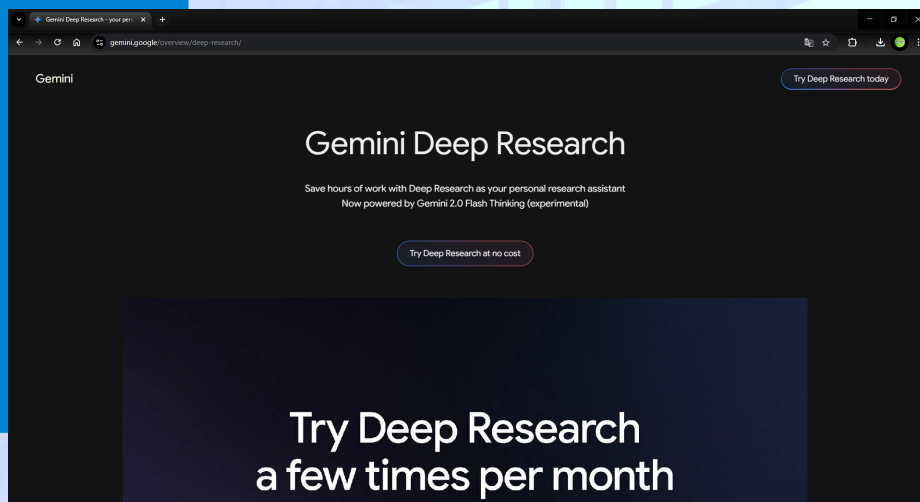 Gemini Deep Research - your pers
gemini.google/overview/deep-research/
Gemini
Try Deep Research today
Gemini Deep Research
Save hours of work with Deep Research as your personal research assistant
Now powered by Gemini 2.0 Flash Thinking (experimental)
Try Deep Research at no cost
Try Deep Research
a few times per month